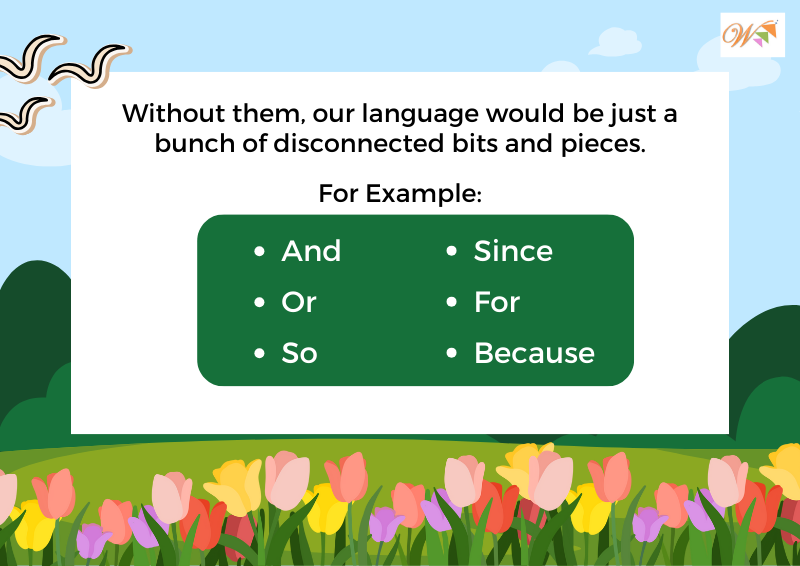 W
Without them, our language would be just a
bunch of disconnected bits and pieces.
For Example:
• And
• Or
• So
• Since
• For
• Because